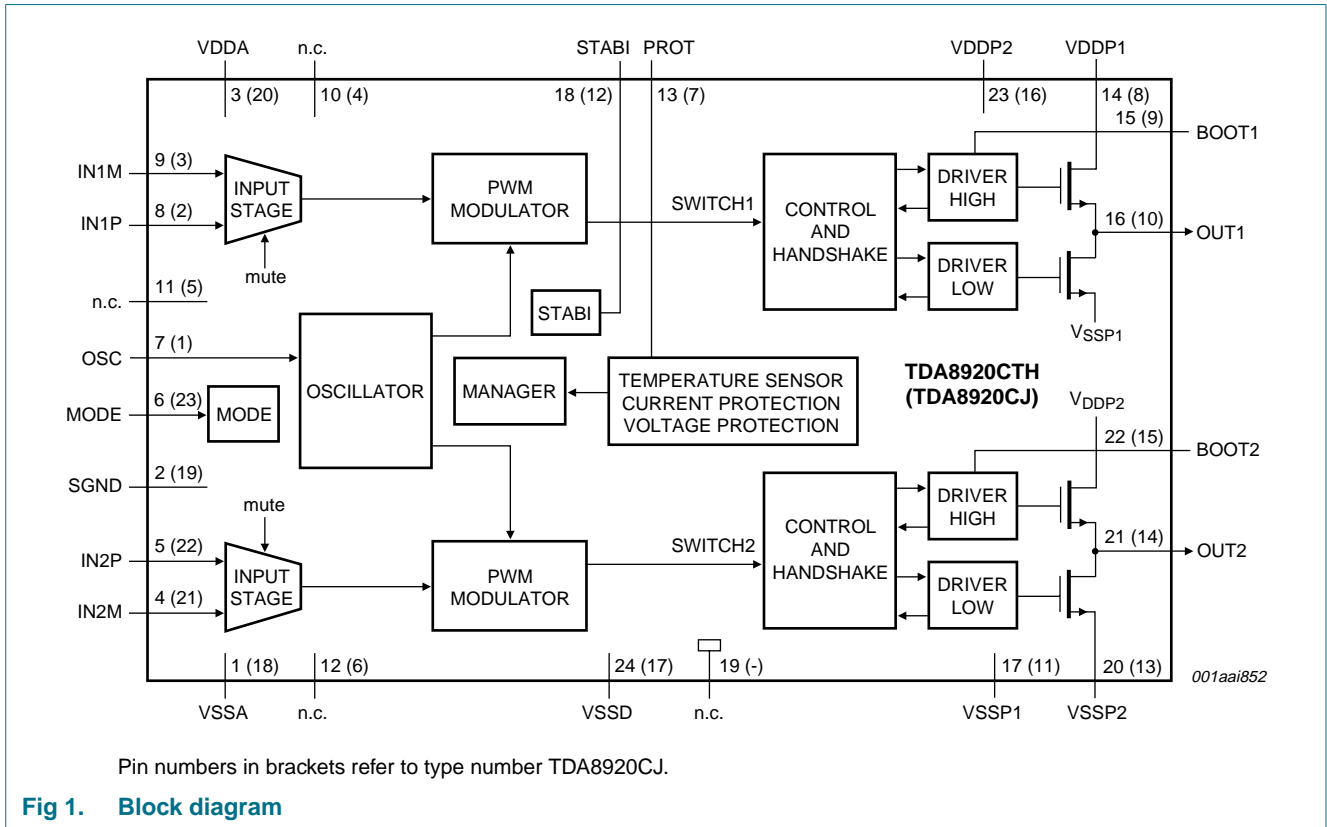 VDDA n.c. STABI PROT VDDP2 VDDP1
3 (20) 10 (4) 18 (12) 13 (7) 23 (16) 14 (8)
15 (9) BOOT1
IN1M 9 (3)
INPUT
STAGE
PWM
MODULATOR
SWITCH1
CONTROL
AND
HANDSHAKE
DRIVER
HIGH
IN1P 8 (2)
16 (10) OUT1
mute
DRIVER
LOW
n.c. 11 (5)
STABI
VSSP1
OSC 7 (1)
OSCILLATOR
MANAGER
TEMPERATURE SENSOR
CURRENT PROTECTION
VOLTAGE PROTECTION
TDA8920CTH
(TDA8920CJ)
MODE 6 (23)
MODE
VDDP2
22 (15) BOOT2
SGND 2 (19)
mute
DRIVER
HIGH
IN2P 5 (22)
INPUT
STAGE
PWM
MODULATOR
SWITCH2
CONTROL
AND
HANDSHAKE
21 (14) OUT2
IN2M 4 (21)
DRIVER
LOW
1 (18) 12 (6) 24 (17) 19 (-) 17 (11) 20 (13)
001aai852
VSSA n.c. VSSD n.c. VSSP1 VSSP2
Pin numbers in brackets refer to type number TDA8920CJ.
Fig 1. Block diagram